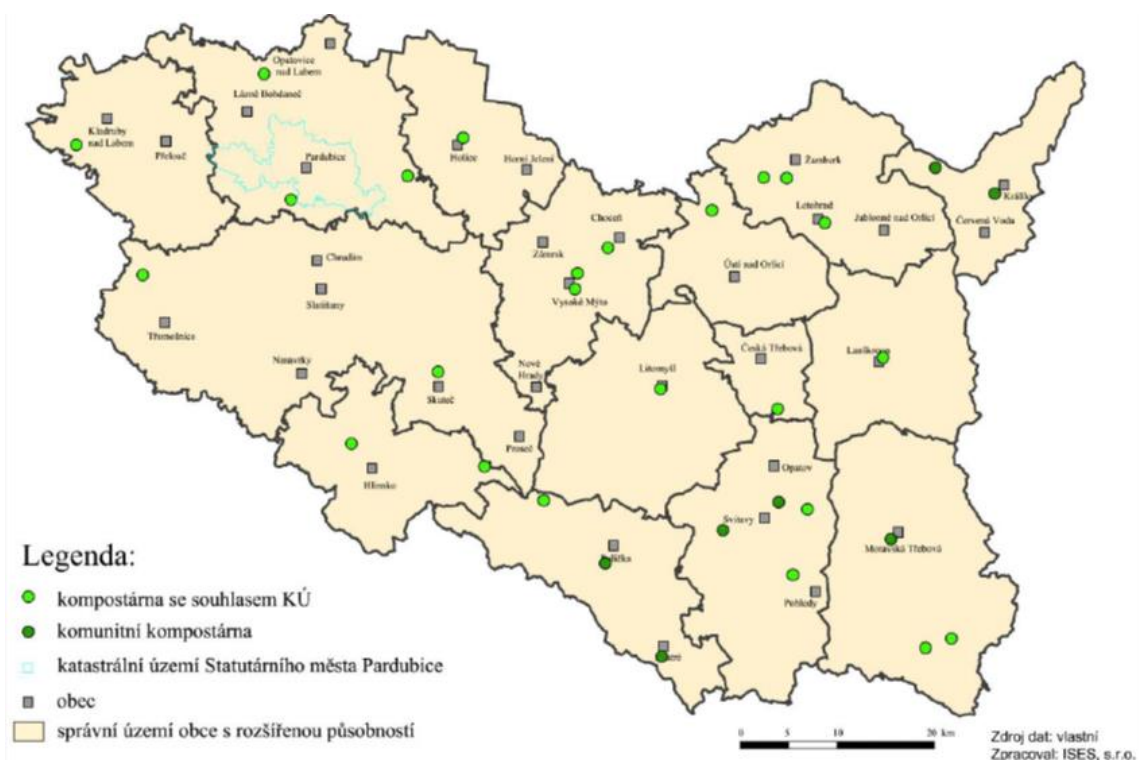 Opatovice
nad Labem
Lázně Bohdaneč
Kladruby
nad Labem
Přelouč
Pardubice
Holice
Horní Jelení
Žamberk
Králíky
Letohrad
Jablonné nad Orlicí
Červená Voda
Choceň
Zámrsk
Vysoké Mýto
Ústí nad Orlicí
Chrudim
Slatiňany
Třemošnice
Nasavrky
Nové
Hrady
Litomyšl
Česká Třebová
Lanškroun
Skuteč
Proseč
Hlinsko
Opatov
Svitavy
Moravská Třebová
Polička
Pohledy
Legenda:
kompostárna se souhlasem KÚ
komunitní kompostárna
katastrální území Statutárního města Pardubice
obec
správní území obce s rozšířenou působností
0 5 10 20 km
Zdroj dat: vlastní
Zpracoval: ISES, s.r.o.